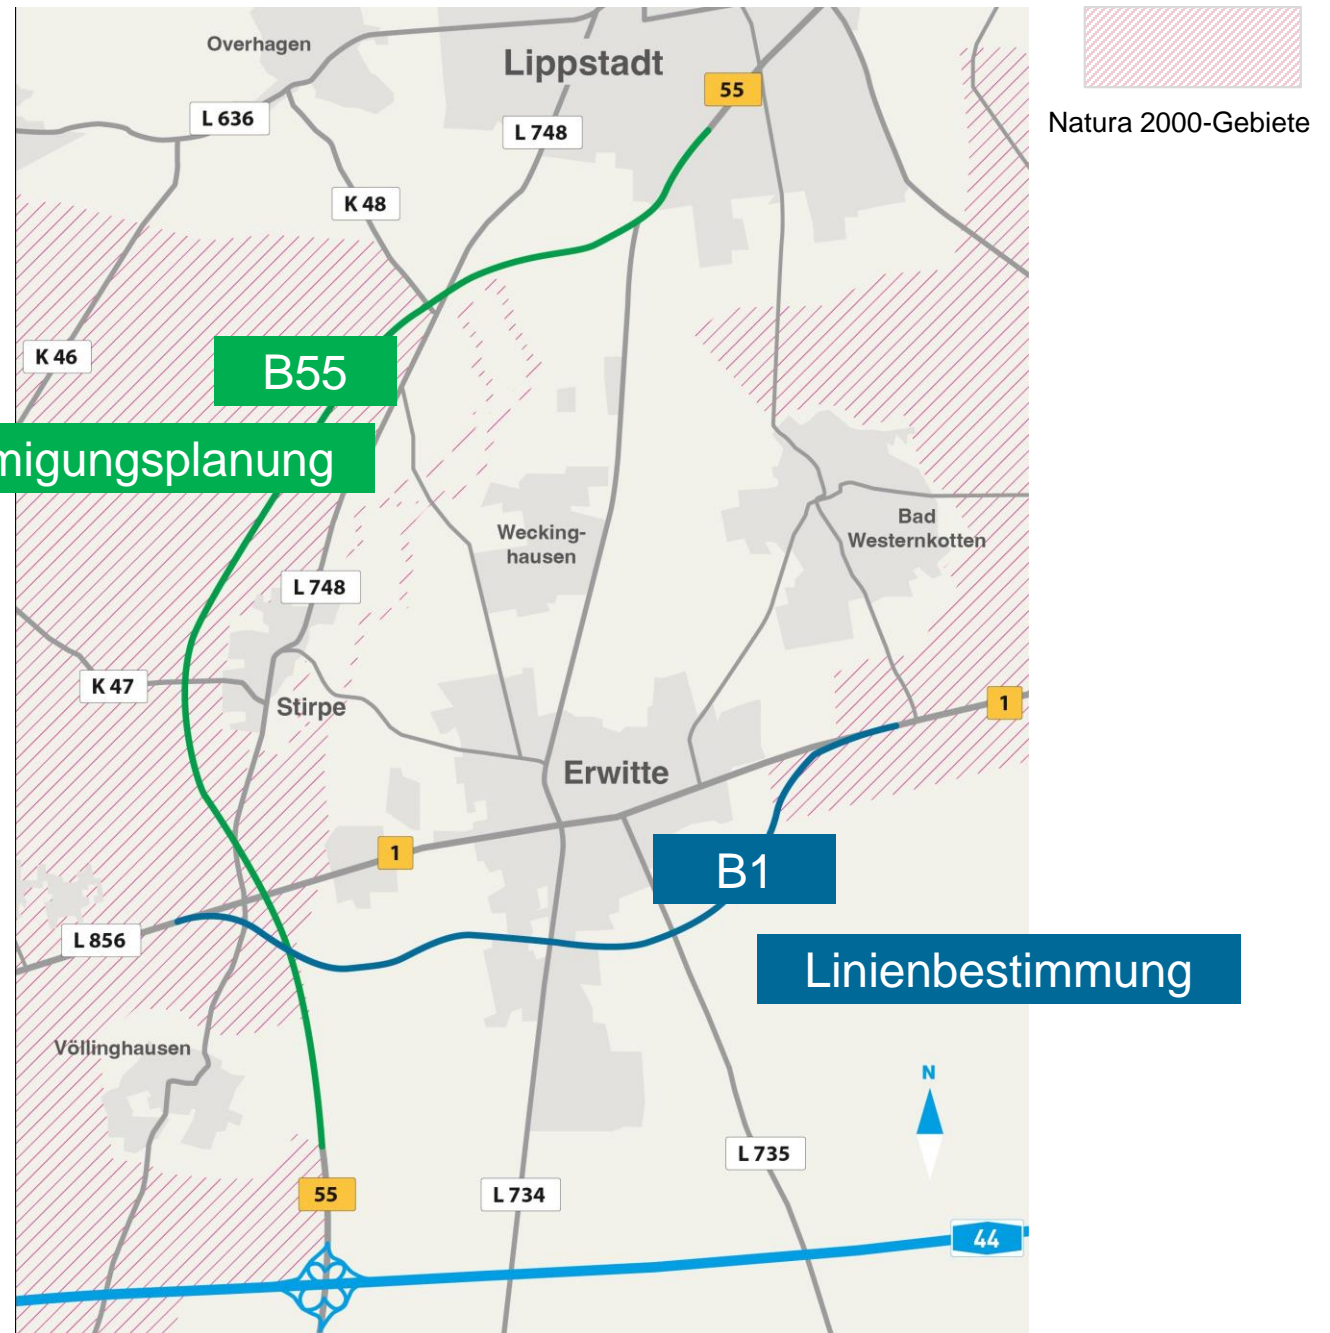 Overhagen
Lippstadt
55
L 636
L 748
Natura 2000-Gebiete
K 48
K 46
B55
migungsplanung
Wecking-
hausen
Bad
Westernkotten
L 748
K 47
Stirpe
1
Erwitte
1
B1
L 856
Linienbestimmung
Völlinghausen
N
L 735
55
L 734
44